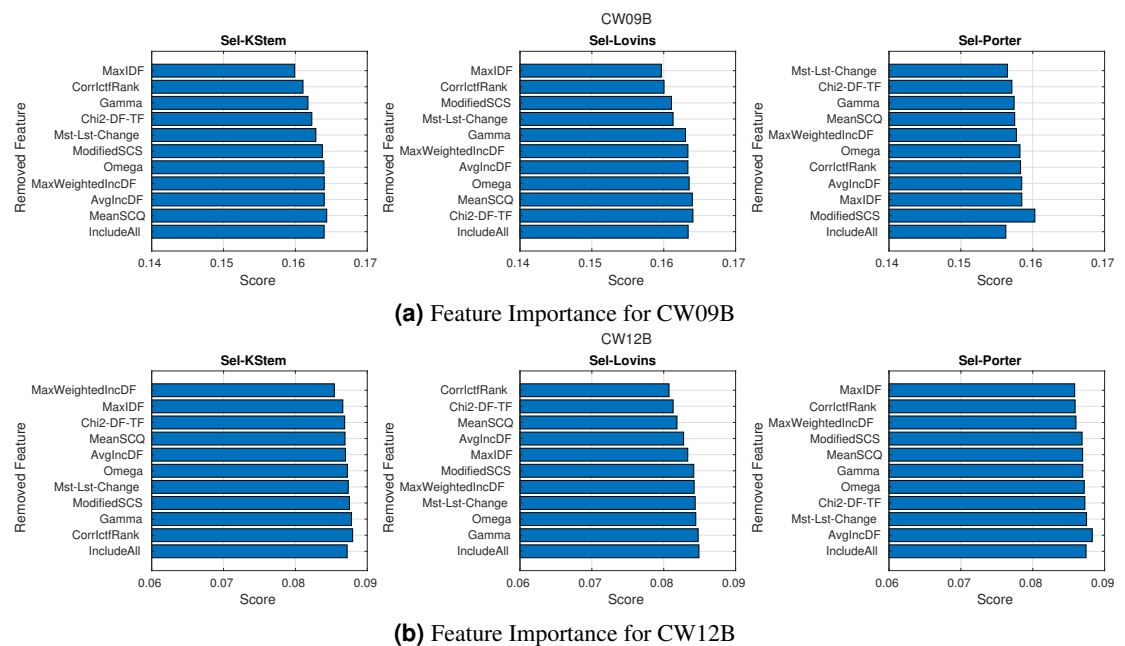 CW09B
Sel-KStem
Removed Feature
MaxIDF
CorrIctfRank
Gamma
Chi2-DF-TF
Mst-Lst-Change
ModifiedSCS
Omega
MaxWeightedIncDF
AvgIncDF
MeanSCQ
IncludeAll
0.14 0.15 0.16 0.17
Score
Sel-Lovins
Removed Feature
MaxIDF
CorrIctfRank
ModifiedSCS
Mst-Lst-Change
Gamma
MaxWeightedIncDF
AvgIncDF
Omega
MeanSCQ
Chi2-DF-TF
IncludeAll
0.14 0.15 0.16 0.17
Score
Sel-Porter
Removed Feature
Mst-Lst-Change
Chi2-DF-TF
Gamma
MeanSCQ
MaxWeightedIncDF
Omega
CorrIctfRank
AvgIncDF
MaxIDF
ModifiedSCS
IncludeAll
0.14 0.15 0.16 0.17
Score
(a) Feature Importance for CW09B
CW12B
Sel-KStem
Removed Feature
MaxWeightedIncDF
MaxIDF
Chi2-DF-TF
MeanSCQ
AvgIncDF
Omega
Mst-Lst-Change
ModifiedSCS
Gamma
CorrIctfRank
IncludeAll
0.06 0.07 0.08 0.09
Score
Sel-Lovins
Removed Feature
CorrIctfRank
Chi2-DF-TF
MeanSCQ
AvgIncDF
MaxIDF
ModifiedSCS
MaxWeightedIncDF
Mst-Lst-Change
Omega
Gamma
IncludeAll
0.06 0.07 0.08 0.09
Score
Sel-Porter
Removed Feature
MaxIDF
CorrIctfRank
MaxWeightedIncDF
ModifiedSCS
MeanSCQ
Gamma
Omega
Chi2-DF-TF
Mst-Lst-Change
AvgIncDF
IncludeAll
0.06 0.07 0.08 0.09
Score
(b) Feature Importance for CW12B